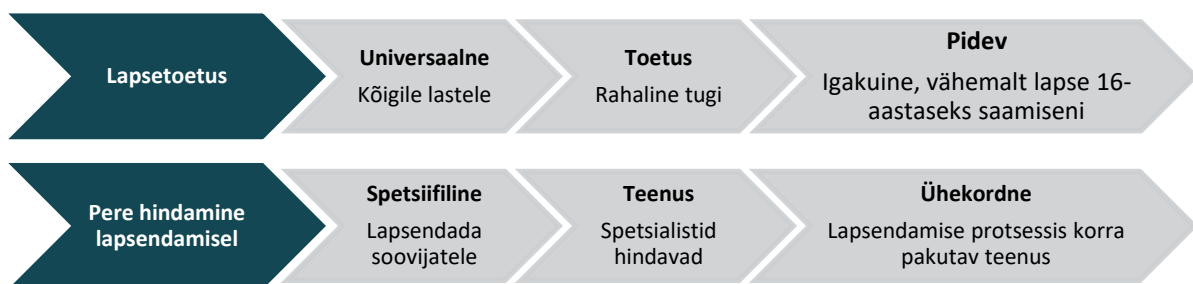 Lapsetoetus
Universaalne
Kõigile lastele
Toetus
Rahaline tugi
Pidev
Igakuine, vähemalt lapse 16-
aastaseks saamiseni
Pere hindamine
lapsendamisel
Spetsiifiline
Lapsendada
soovijatele
Teenus
Spetsialistid
hindavad
Ühekordne
Lapsendamise protsessis korra
pakutav teenus